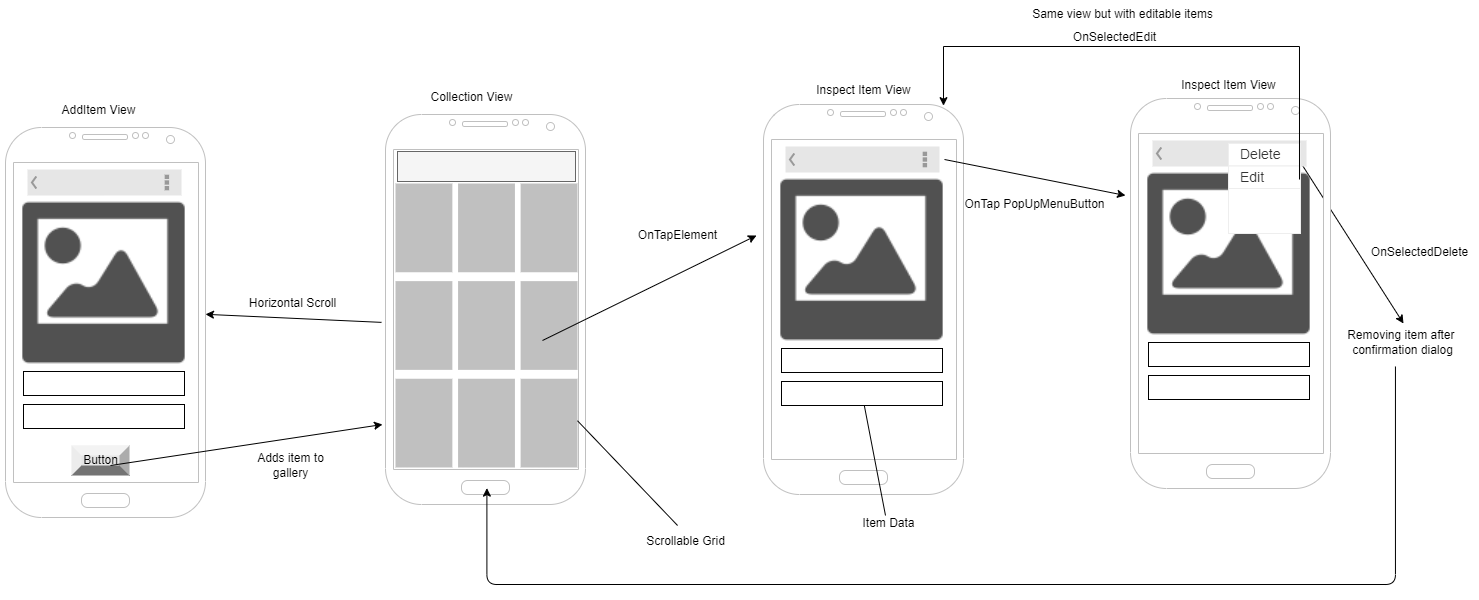 Same view but with editable items
OnSelectedEdit
AddItem View
Collection View
Inspect Item View
Inspect Item View
Delete
Edit
OnTap PopUpMenuButton
OnTapElement
OnSelectedDelete
Horizontal Scroll
Removing item after
confirmation dialog
Button
Adds item to
gallery
Item Data
Scrollable Grid